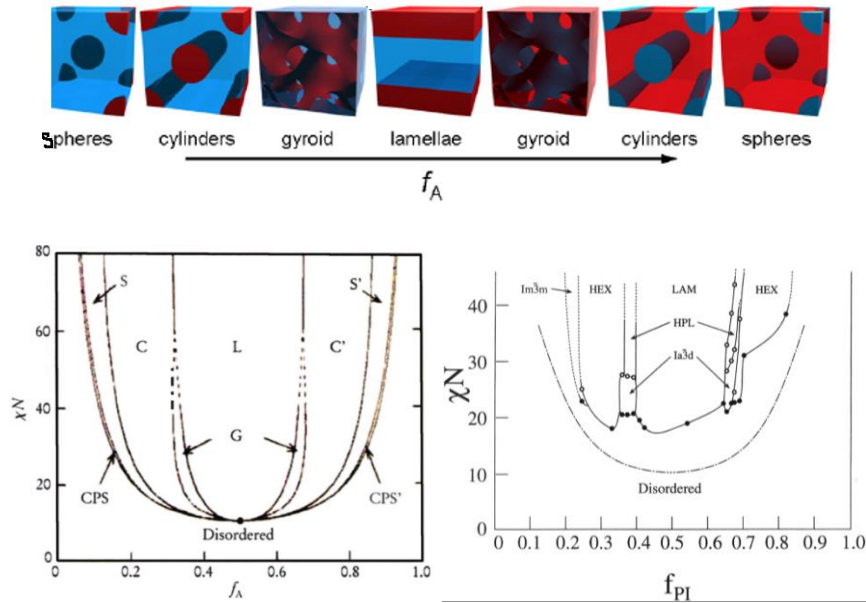 spheres cylinders gyroid lamellae gyroid cylinders spheres
fA
80
60
40
20
0
χN
S
S'
C
L
C'
G
CPS
CPS'
Disordered
0 0.2 0.4 0.6 0.8 1.0
fA
40
30
20
10
0
χN
Im3̄m
HEX
LAM
HEX
HPL
Ia3̄d
Disordered
0 0.1 0.2 0.3 0.4 0.5 0.6 0.7 0.8 0.9 1.0
fPI